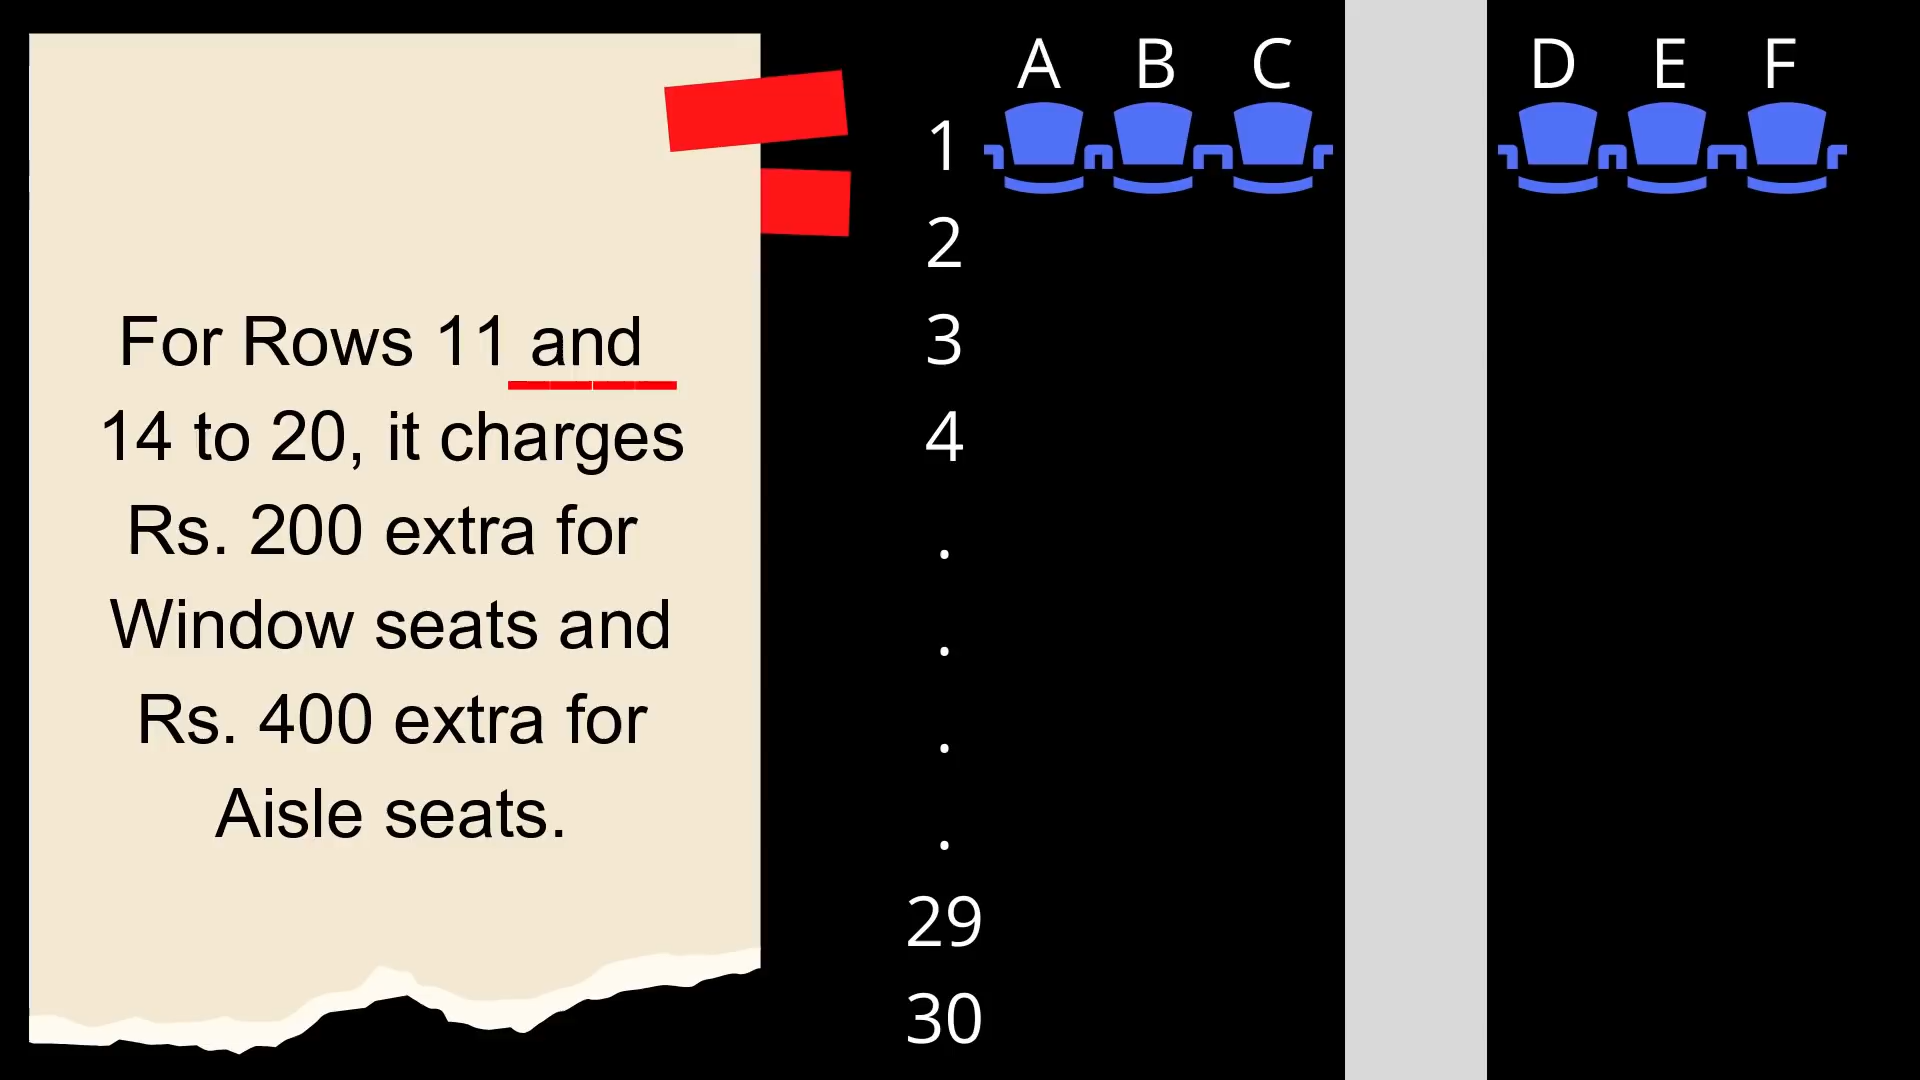 For Rows 11 and
14 to 20, it charges
Rs. 200 extra for
Window seats and
Rs. 400 extra for
Aisle seats.
A B C D E F
1
2
3
4
.
.
.
.
29
30